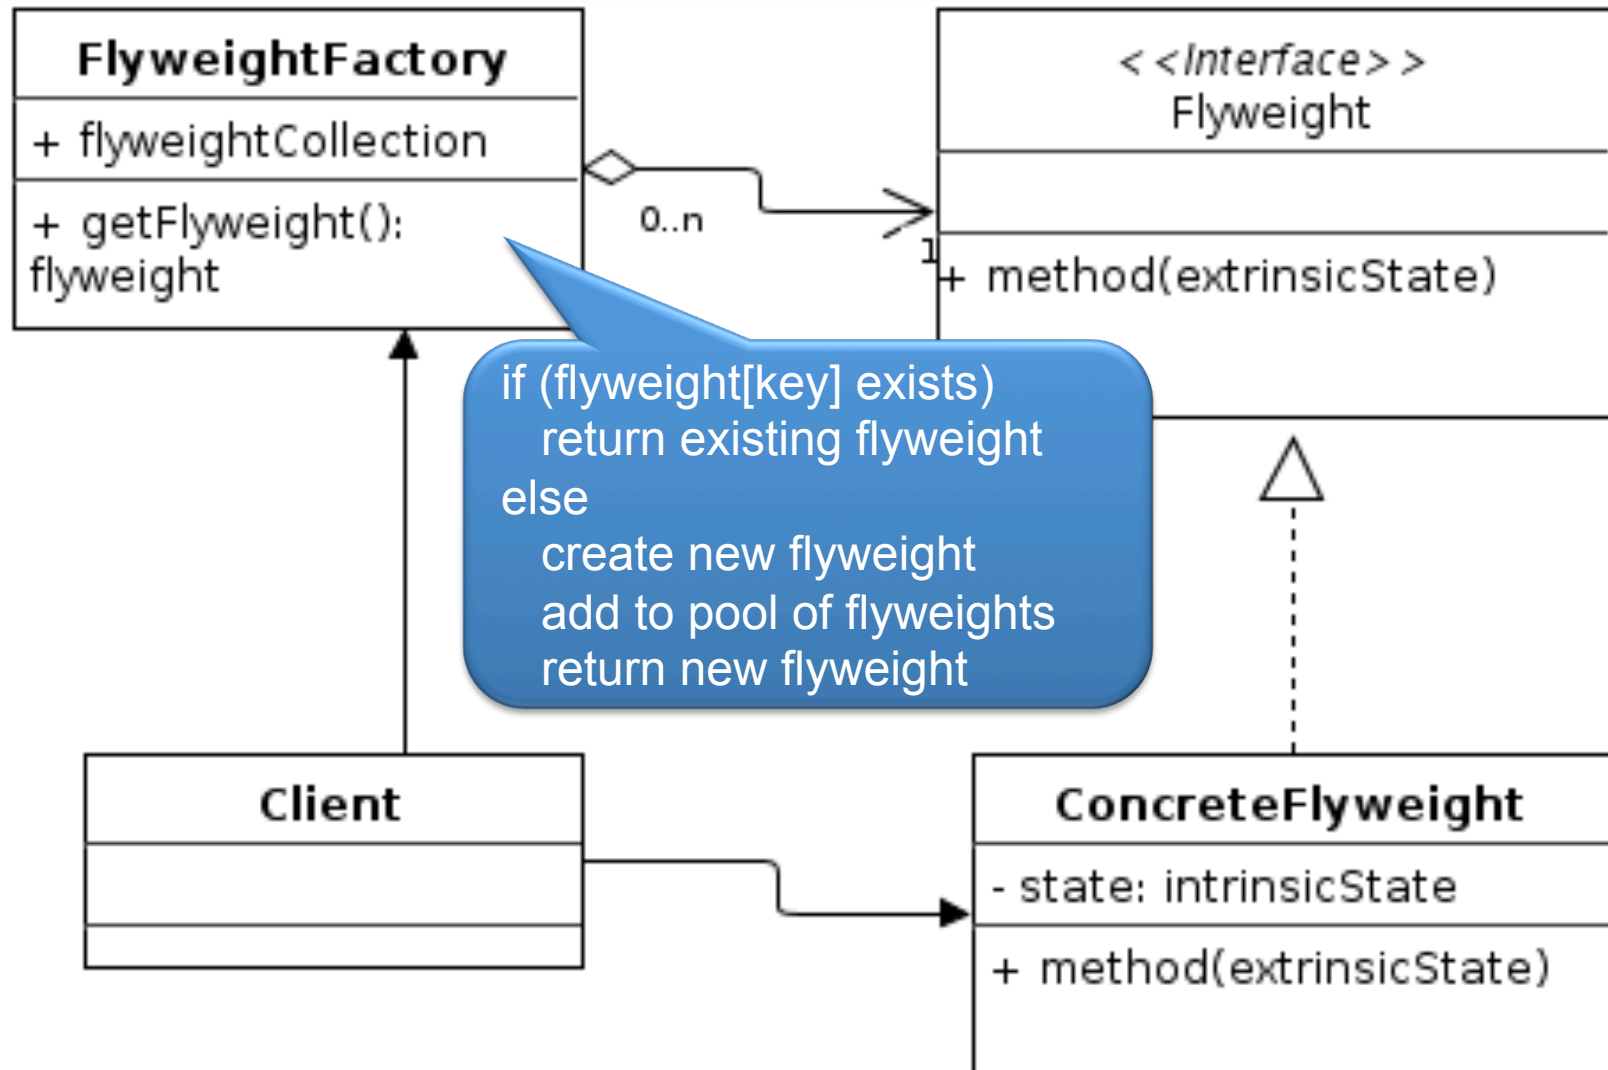 FlyweightFactory
+ flyweightCollection
+ getFlyweight():
flyweight
0..n
1
<<Interface>>
Flyweight
+ method(extrinsicState)
if (flyweight[key] exists)
return existing flyweight
else
create new flyweight
add to pool of flyweights
return new flyweight
Client
ConcreteFlyweight
- state: intrinsicState
+ method(extrinsicState)